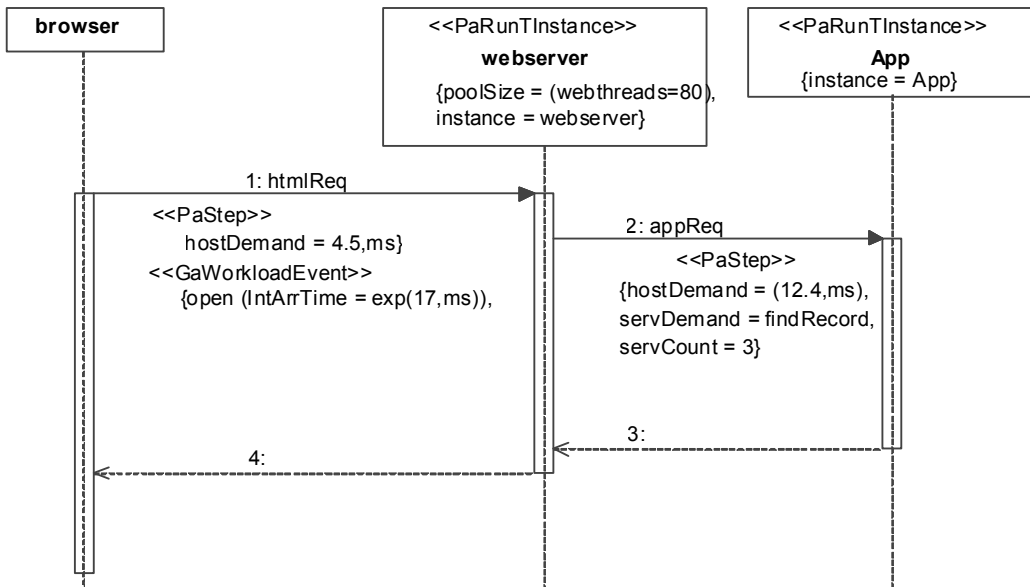 browser
<<PaRunTInstance>>
webserver
{poolSize = (webthreads=80),
instance = webserver}
<<PaRunTInstance>>
App
{instance = App}
1: htmlReq
<<PaStep>>
hostDemand = 4.5,ms}
<<GaWorkloadEvent>>
{open (IntArrTime = exp(17,ms)),
2: appReq
<<PaStep>>
{hostDemand = (12.4,ms),
servDemand = findRecord,
servCount = 3}
3:
4: